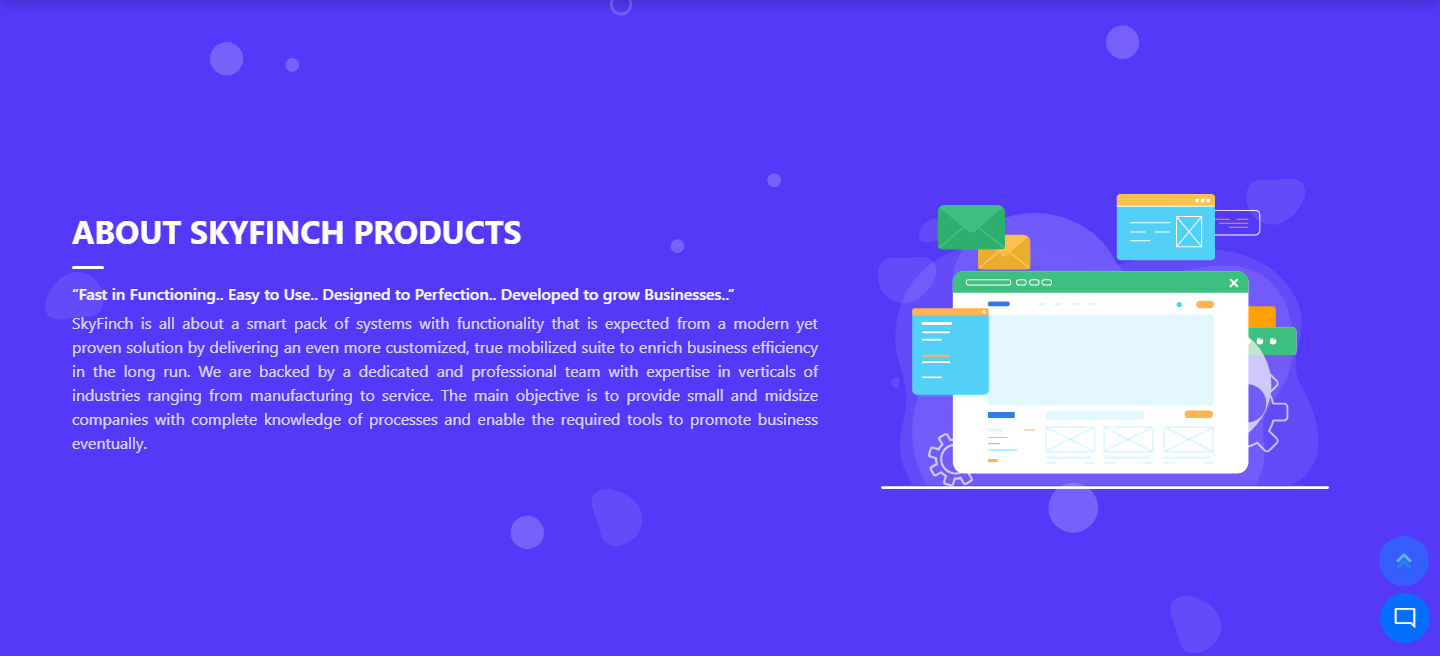 ABOUT SKYFINCH PRODUCTS
“Fast in Functioning.. Easy to Use.. Designed to Perfection.. Developed to grow Businesses..”
SkyFinch is all about a smart pack of systems with functionality that is expected from a modern yet
proven solution by delivering an even more customized, true mobilized suite to enrich business efficiency
in the long run. We are backed by a dedicated and professional team with expertise in verticals of
industries ranging from manufacturing to service. The main objective is to provide small and midsize
companies with complete knowledge of processes and enable the required tools to promote business
eventually.